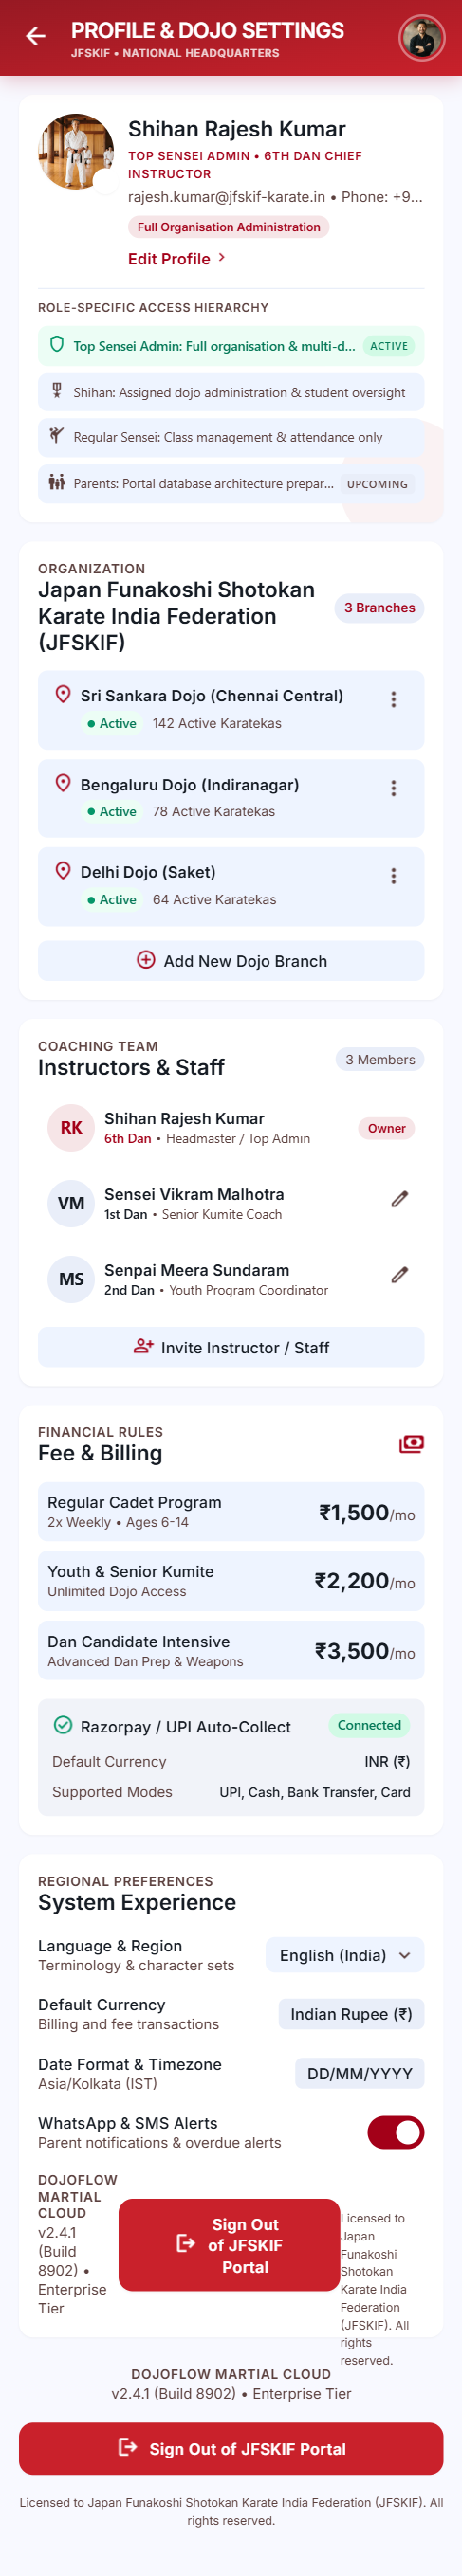 PROFILE & DOJO SETTINGS
JFSKIF • NATIONAL HEADQUARTERS
Shihan Rajesh Kumar
TOP SENSEI ADMIN • 6TH DAN CHIEF
INSTRUCTOR
rajesh.kumar@jfskif-karate.in • Phone: +9...
Full Organisation Administration
Edit Profile
ROLE-SPECIFIC ACCESS HIERARCHY
Top Sensei Admin: Full organisation & multi-d... ACTIVE
Shihan: Assigned dojo administration & student oversight
Regular Sensei: Class management & attendance only
Parents: Portal database architecture prepar... UPCOMING
ORGANIZATION
Japan Funakoshi Shotokan
Karate India Federation
(JFSKIF)
3 Branches
Sri Sankara Dojo (Chennai Central)
Active 142 Active Karatekas
Bengaluru Dojo (Indiranagar)
Active 78 Active Karatekas
Delhi Dojo (Saket)
Active 64 Active Karatekas
Add New Dojo Branch
COACHING TEAM
Instructors & Staff
3 Members
RK
Shihan Rajesh Kumar
6th Dan • Headmaster / Top Admin
Owner
VM
Sensei Vikram Malhotra
1st Dan • Senior Kumite Coach
MS
Senpai Meera Sundaram
2nd Dan • Youth Program Coordinator
Invite Instructor / Staff
FINANCIAL RULES
Fee & Billing
Regular Cadet Program
2x Weekly • Ages 6-14
₹1,500/mo
Youth & Senior Kumite
Unlimited Dojo Access
₹2,200/mo
Dan Candidate Intensive
Advanced Dan Prep & Weapons
₹3,500/mo
Razorpay / UPI Auto-Collect Connected
Default Currency INR (₹)
Supported Modes UPI, Cash, Bank Transfer, Card
REGIONAL PREFERENCES
System Experience
Language & Region
Terminology & character sets
English (India)
Default Currency
Billing and fee transactions
Indian Rupee (₹)
Date Format & Timezone
Asia/Kolkata (IST)
DD/MM/YYYY
WhatsApp & SMS Alerts
Parent notifications & overdue alerts
DOJOFLOW
MARTIAL
CLOUD
v2.4.1
(Build
8902) •
Enterprise
Tier
Sign Out
of JFSKIF
Portal
Licensed to
Japan
Funakoshi
Shotokan
Karate India
Federation
(JFSKIF). All
rights
reserved.
DOJOFLOW MARTIAL CLOUD
v2.4.1 (Build 8902) • Enterprise Tier
Sign Out of JFSKIF Portal
Licensed to Japan Funakoshi Shotokan Karate India Federation (JFSKIF). All
rights reserved.